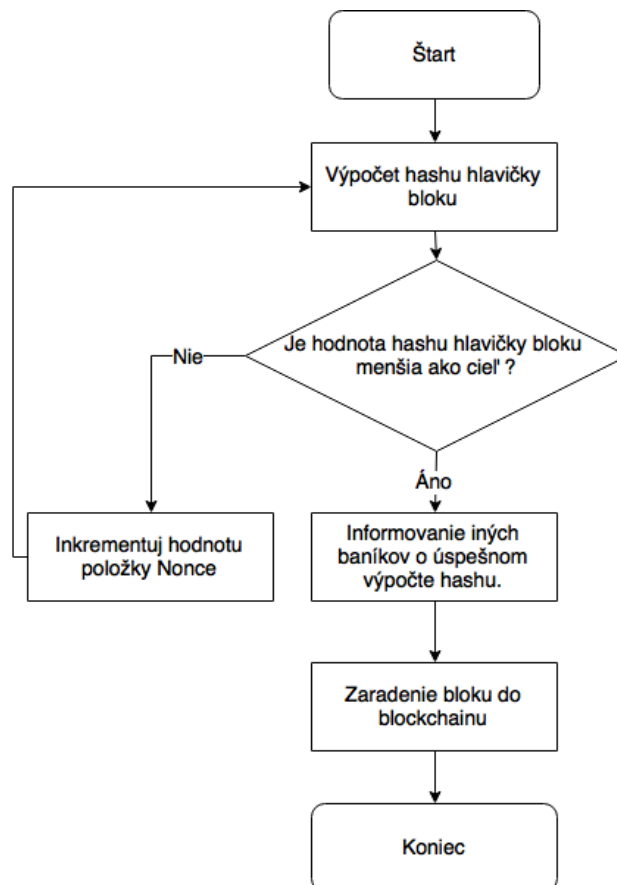 Štart
Výpočet hashu hlavičky
bloku
Je hodnota hashu hlavičky bloku
menšia ako cieľ ?
Nie
Áno
Inkrementuj hodnotu
položky Nonce
Informovanie iných
baníkov o úspešnom
výpočte hashu.
Zaradenie bloku do
blockchainu
Koniec